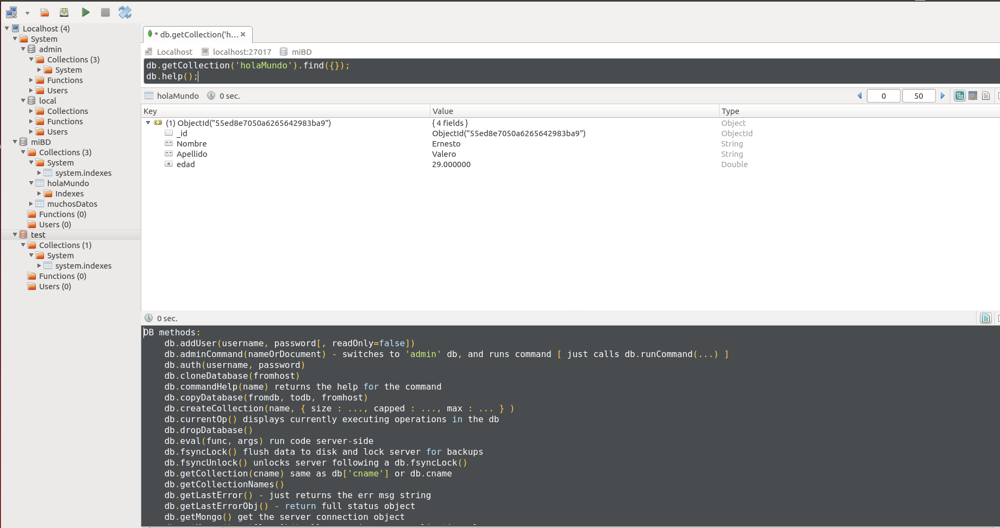 Localhost (4)
System
admin
Collections (3)
System
Functions
Users
local
Collections
Functions
Users
miBD
Collections (3)
System
system.indexes
holaMundo
Indexes
muchosDatos
Functions (0)
Users (0)
test
Collections (1)
System
system.indexes
Functions (0)
Users (0)
* db.getCollection('h...
Localhost localhost:27017 miBD
db.getCollection('holaMundo').find({});
db.help();
holaMundo 0 sec. 0 50
Key Value Type
(1) ObjectId("55ed8e7050a6265642983ba9") { 4 fields } Object
_id ObjectId("55ed8e7050a6265642983ba9") ObjectId
Nombre Ernesto String
Apellido Valero String
edad 29.000000 Double
0 sec.
DB methods:
db.addUser(username, password[, readOnly=false])
db.adminCommand(nameOrDocument) - switches to 'admin' db, and runs command [ just calls db.runCommand(...) ]
db.auth(username, password)
db.cloneDatabase(fromhost)
db.commandHelp(name) returns the help for the command
db.copyDatabase(fromdb, todb, fromhost)
db.createCollection(name, { size : ..., capped : ..., max : ... } )
db.currentOp() displays currently executing operations in the db
db.dropDatabase()
db.eval(func, args) run code server-side
db.fsyncLock() flush data to disk and lock server for backups
db.fsyncUnlock() unlocks server following a db.fsyncLock()
db.getCollection(cname) same as db['cname'] or db.cname
db.getCollectionNames()
db.getLastError() - just returns the err msg string
db.getLastErrorObj() - return full status object
db.getMongo() get the server connection object